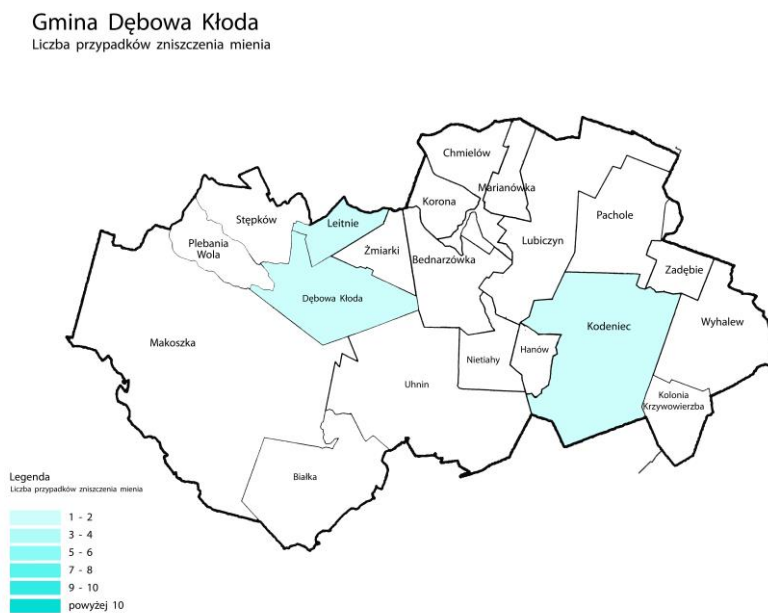 Gmina Dębowa Kłoda
Liczba przypadków zniszczenia mienia
Chmielów
Marianówka
Korona
Stępków
Leitnie
Pachole
Plebania
Wola
Żmiarki
Bednarzówka
Lubiczyn
Zadębie
Dębowa Kłoda
Makoszka
Kodeniec
Wyhalew
Hanów
Nietiahy
Uhnin
Kolonia
Krzywowierzba
Białka
Legenda
Liczba przypadków zniszczenia mienia
1 - 2
3 - 4
5 - 6
7 - 8
9 - 10
powyżej 10